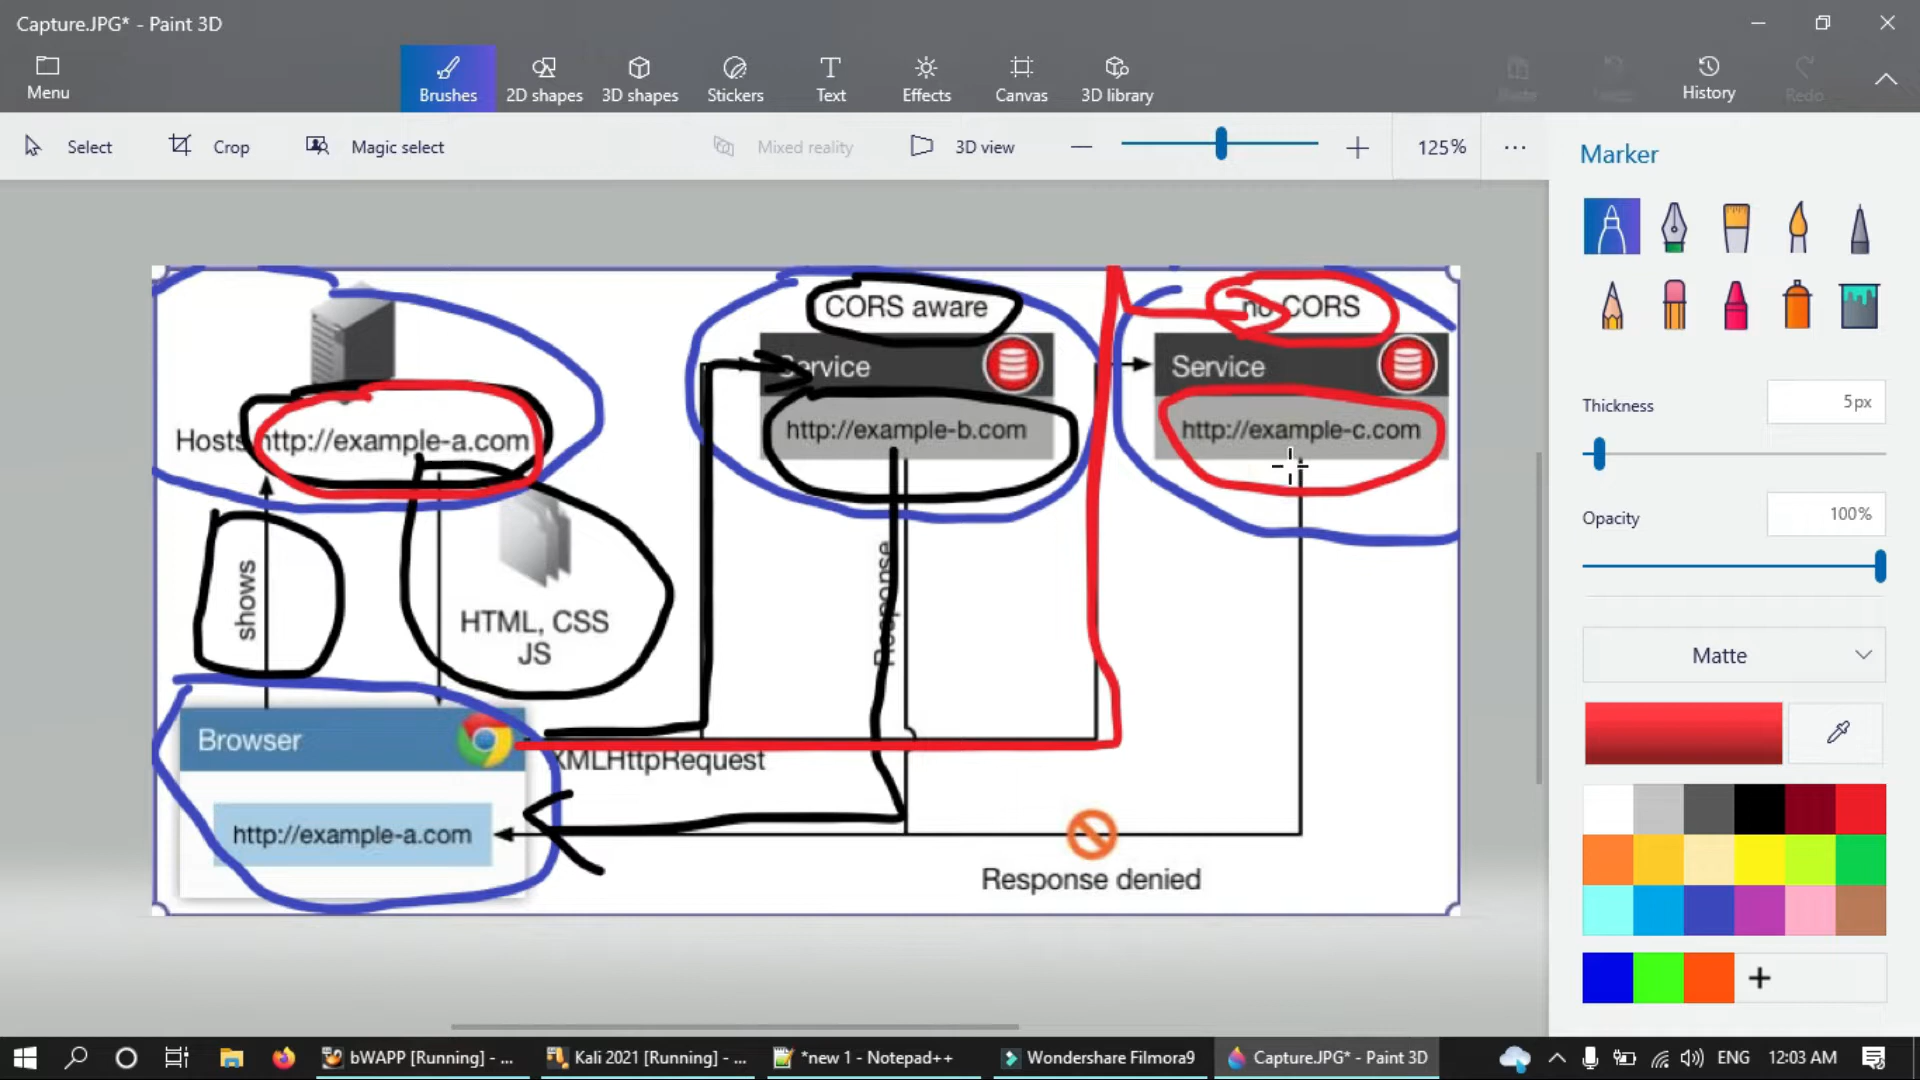 Capture.JPG* - Paint 3D
Menu
Brushes
2D shapes
3D shapes
Stickers
Text
Effects
Canvas
3D library
History
Redo
Select
Crop
Magic select
Mixed reality
3D view
125%
Marker
Thickness
5px
Opacity
100%
Matte
CORS aware
no CORS
Service
Service
Hosts http://example-a.com
http://example-b.com
http://example-c.com
shows
HTML, CSS
JS
Response
Browser
XMLHttpRequest
http://example-a.com
Response denied
bWAPP [Running] - ...
Kali 2021 [Running] - ...
*new 1 - Notepad++
Wondershare Filmora9
Capture.JPG* - Paint 3D
ENG
12:03 AM